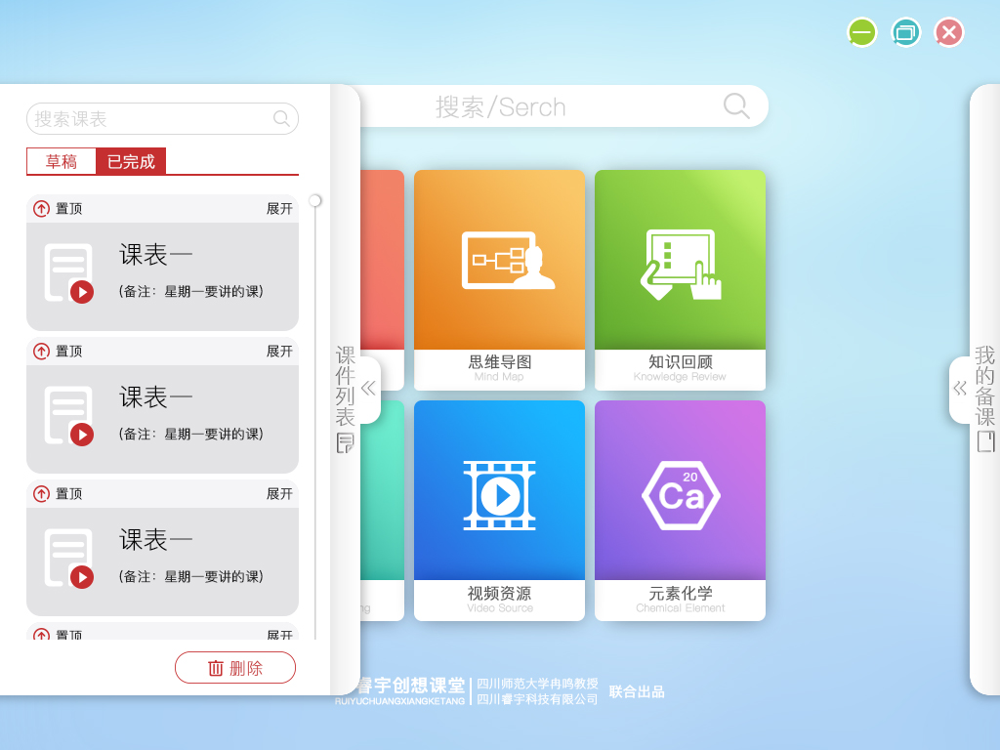 搜索/Serch
搜索课表
草稿 已完成
置顶 展开
课表一
(备注：星期一要讲的课)
置顶 展开
课表一
(备注：星期一要讲的课)
置顶 展开
课表一
(备注：星期一要讲的课)
置顶 展开
删除
课件列表
思维导图
Mind Map
知识回顾
Knowledge Review
20
Ca
ng
视频资源
Video Source
元素化学
Chemical Element
我的备课
睿宇创想课堂
RUIYUCHUANGXIANGKETANG
四川师范大学冉鸣教授
四川睿宇科技有限公司
联合出品